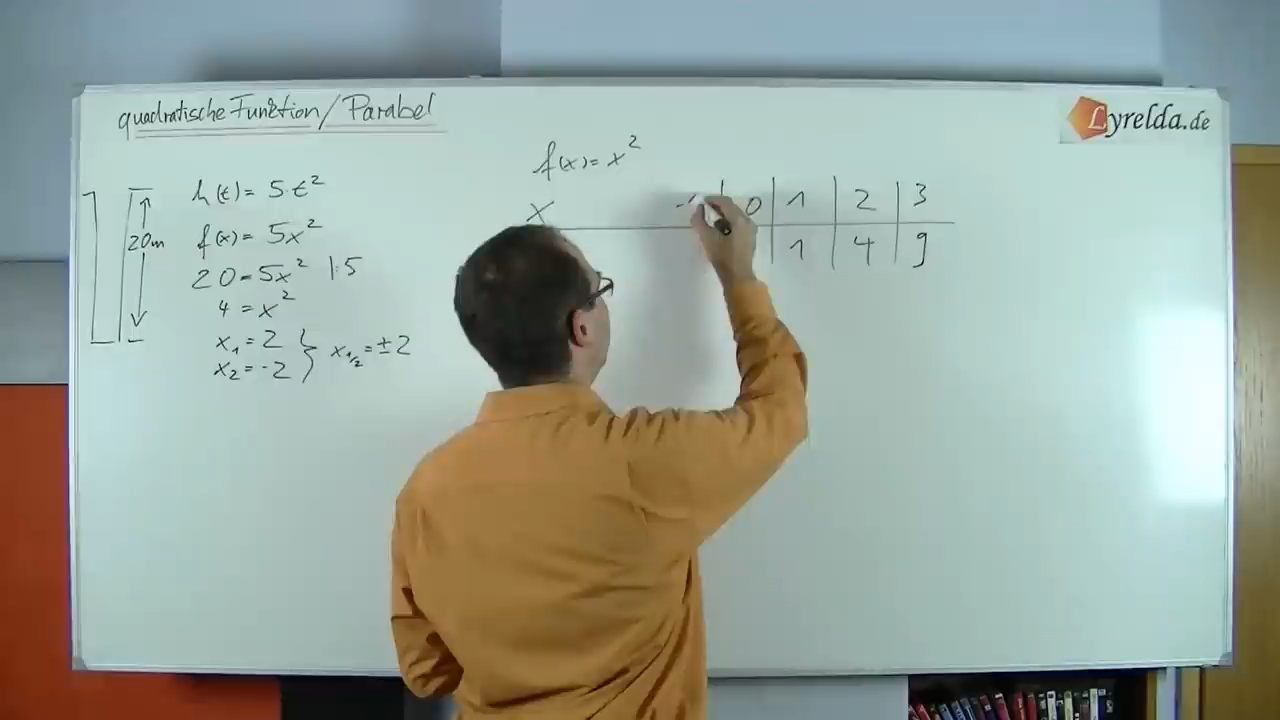 quadratische Funktion/Parabel
Lyrelda.de
h(t) = 5·t²
20m
f(x) = 5x²
20 = 5x² |:5
4 = x²
x₁ = 2
x₂ = -2
x₁/₂ = ±2
f(x) = x²
x 0 1 2 3
1 4 9